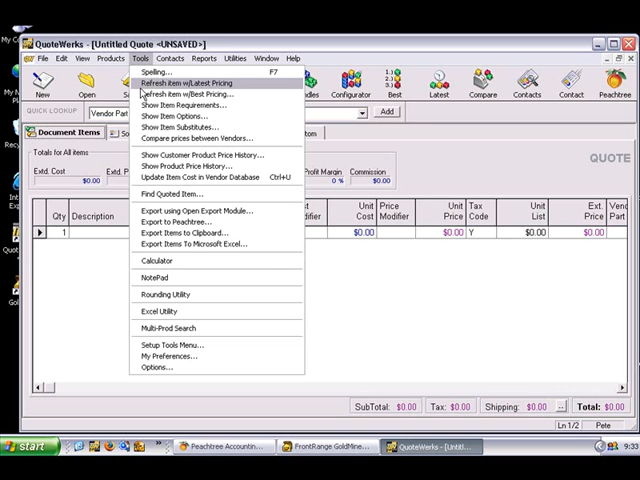 QuoteWerks - [Untitled Quote <UNSAVED>]
File Edit View Products Tools Contacts Reports Utilities Window Help
New Open Configurator Best Latest Compare Contacts Contact Peachtree
QUICK LOOKUP Vendor Part Add
Document Items
Totals for All items
QUOTE
Extd. Cost
Profit Margin Commission
$0.00 0 % $0.00
Qty Description Unit Cost Price Modifier Unit Price Tax Code Unit List Ext. Price
1 $0.00 $0.00 Y $0.00 $0.00
Spelling... F7
Refresh item w/Latest Pricing
Refresh item w/Best Pricing...
Show Item Requirements...
Show Item Options...
Show Item Substitutes...
Compare prices between Vendors...
Show Customer Product Price History...
Show Product Price History...
Update Item Cost in Vendor Database Ctrl+U
Find Quoted Item...
Export using Open Export Module...
Export to Peachtree...
Export Items to Clipboard...
Export Items To Microsoft Excel...
Calculator
NotePad
Rounding Utility
Excel Utility
Multi-Prod Search
Setup Tools Menu...
My Preferences...
Options...
SubTotal: $0.00 Tax: $0.00 Shipping: $0.00 ... Total: $0.00
Ln 1/2 Pete
start Peachtree Accounting... FrontRange GoldMine... QuoteWerks - [Untitl... 9:33